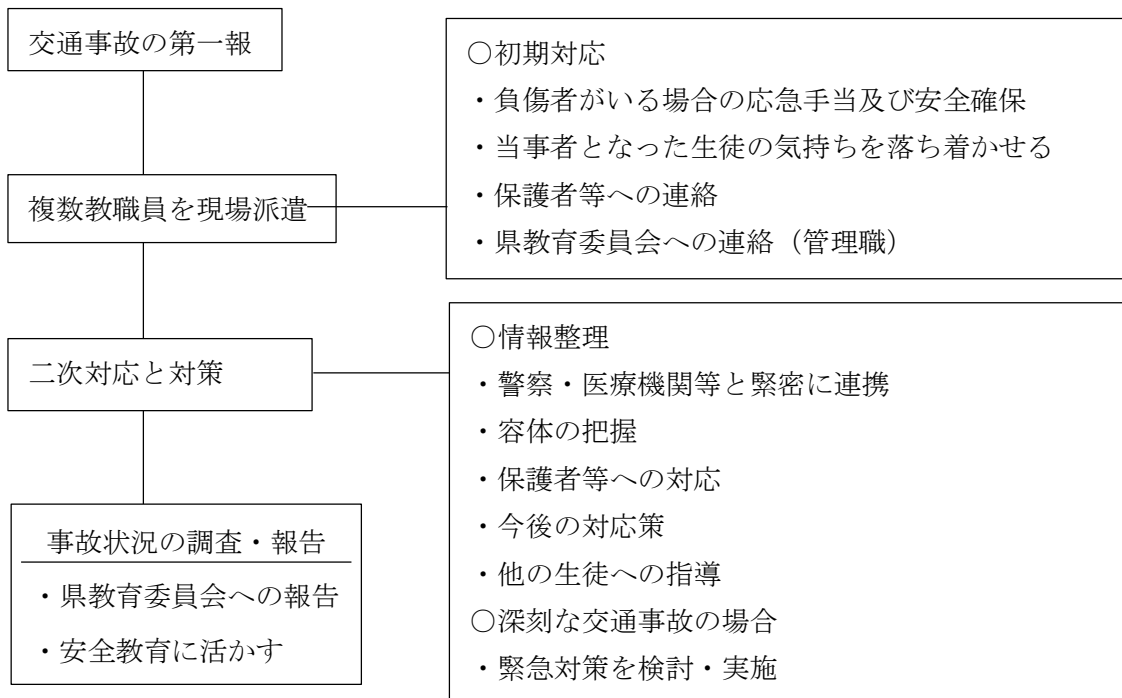 交通事故の第一報
○初期対応
・負傷者がいる場合の応急手当及び安全確保
・当事者となった生徒の気持ちを落ち着かせる
・保護者等への連絡
・県教育委員会への連絡（管理職）
複数教職員を現場派遣
二次対応と対策
○情報整理
・警察・医療機関等と緊密に連携
・容体の把握
・保護者等への対応
・今後の対応策
・他の生徒への指導
○深刻な交通事故の場合
・緊急対策を検討・実施
事故状況の調査・報告
・県教育委員会への報告
・安全教育に活かす